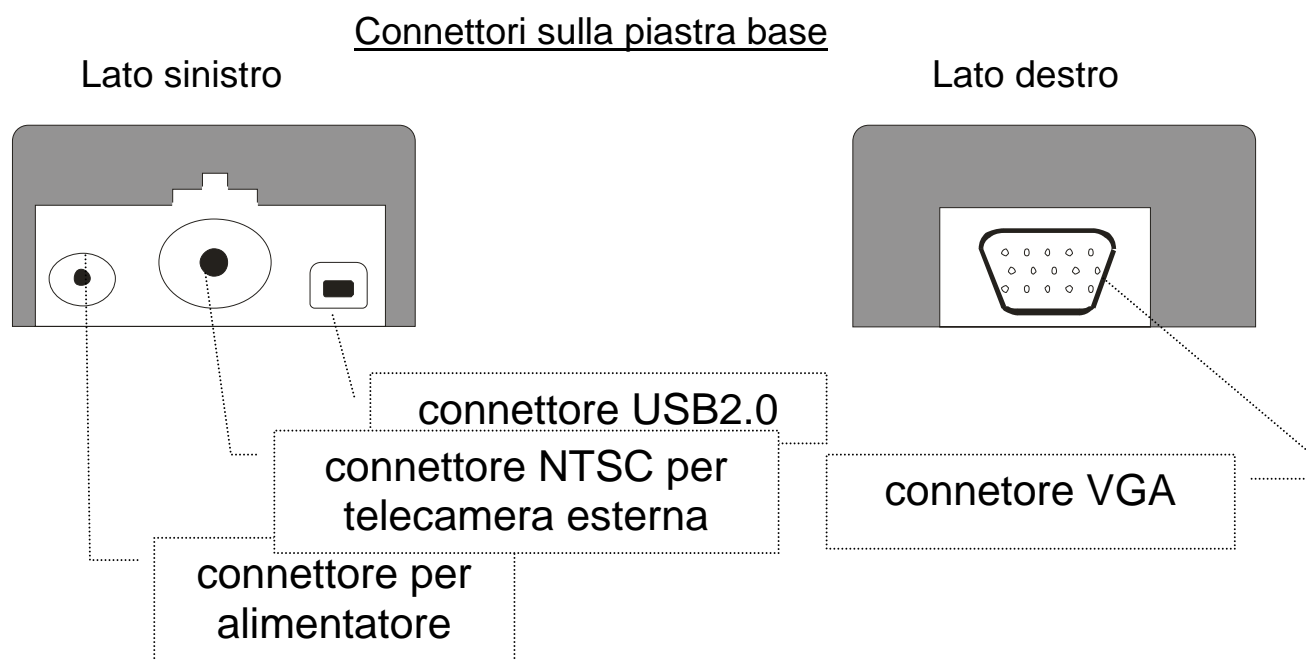 Connettori sulla piastra base
Lato sinistro
Lato destro
connettore USB2.0
connettore NTSC per
telecamera esterna
connetore VGA
connettore per
alimentatore